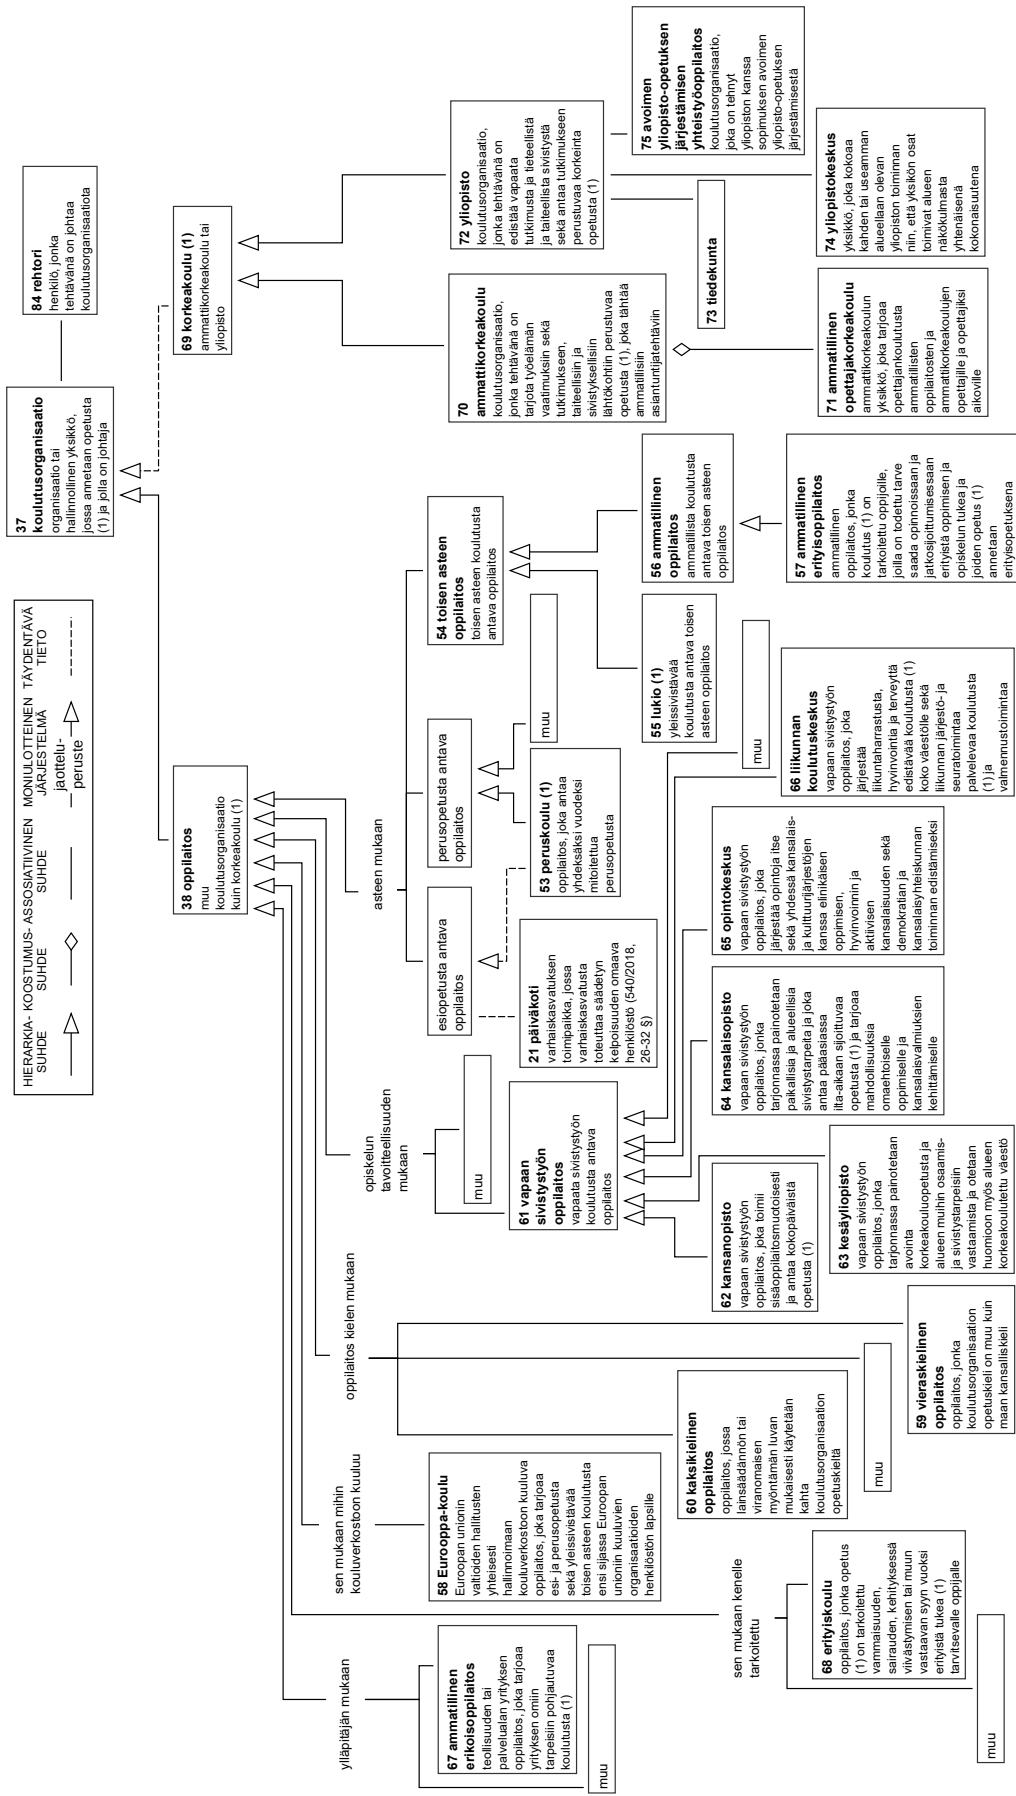 HIERARKIA- KOOSTUMUS- ASSOSIATIIVINEN MONIULOTTEINEN TÄYDENTÄVÄ
SUHDE SUHDE SUHDE JÄRJESTELMÄ TIETO
jaottelu-
peruste
37
koulutusorganisaatio
organisaatio tai
hallinnollinen yksikkö,
jossa annetaan opetusta
(1) ja jolla on johtaja
84 rehtori
henkilö, jonka
tehtävänä on johtaa
koulutusorganisaatiota
38 oppilaitos
muu
koulutusorganisaatio
kuin korkeakoulu (1)
69 korkeakoulu (1)
ammattikorkeakoulu tai
yliopisto
ylläpitäjän mukaan
sen mukaan mihin
kouluverkostoon kuuluu
oppilaitos kielen mukaan
opiskelun
tavoitteellisuuden
mukaan
asteen mukaan
67 ammatillinen
erikoisoppilaitos
teollisuuden tai
palvelualan yrityksen
oppilaitos, joka tarjoaa
yrityksen omiin
tarpeisiin pohjautuvaa
koulutusta (1)
muu
58 Eurooppa-koulu
Euroopan unionin
valtioiden hallitusten
yhteisesti
hallinnoimaan
kouluverkostoon kuuluva
oppilaitos, joka tarjoaa
esi- ja perusopetusta
sekä yleissivistävää
toisen asteen koulutusta
ensi sijassa Euroopan
unioniin kuuluvien
organisaatioiden
henkilöstön lapsille
muu
esiopetusta antava
oppilaitos
perusopetusta antava
oppilaitos
54 toisen asteen
oppilaitos
toisen asteen koulutusta
antava oppilaitos
70
ammattikorkeakoulu
koulutusorganisaatio,
jonka tehtävänä on
tarjota työelämän
vaatimuksiin sekä
tutkimukseen,
taiteellisiin ja
sivistyksellisiin
lähtökohtiin perustuvaa
opetusta (1), joka tähtää
ammatillisiin
asiantuntijatehtäviin
72 yliopisto
koulutusorganisaatio,
jonka tehtävänä on
edistää vapaata
tutkimusta ja tieteellistä
ja taiteellista sivistystä
sekä antaa tutkimukseen
perustuvaa korkeinta
opetusta (1)
61 vapaan
sivistystyön
oppilaitos
vapaata sivistystyön
koulutusta antava
oppilaitos
21 päiväkoti
varhaiskasvatuksen
toimipaikka, jossa
varhaiskasvatusta
toteuttaa säädetyn
kelpoisuuden omaava
henkilöstö (540/2018,
26-32 §)
53 peruskoulu (1)
oppilaitos, joka antaa
yhdeksäksi vuodeksi
mitoitettua
perusopetusta
muu
55 lukio (1)
yleissivistävää
koulutusta antava toisen
asteen oppilaitos
56 ammatillinen
oppilaitos
ammatillista koulutusta
antava toisen asteen
oppilaitos
73 tiedekunta
75 avoimen
yliopisto-opetuksen
järjestämisen
yhteistyöoppilaitos
koulutusorganisaatio,
joka on tehnyt
yliopiston kanssa
sopimuksen avoimen
yliopisto-opetuksen
järjestämisestä
sen mukaan kenelle
tarkoitettu
60 kaksikielinen
oppilaitos
oppilaitos, jossa
lainsäädännön tai
viranomaisen
myöntämän luvan
mukaisesti käytetään
kahta
koulutusorganisaation
opetuskieltä
62 kansanopisto
vapaan sivistystyön
oppilaitos, joka toimii
sisäoppilaitosmuotoisesti
ja antaa kokopäiväistä
opetusta (1)
64 kansalaisopisto
vapaan sivistystyön
oppilaitos, jonka
tarjonnassa painotetaan
paikallisia ja alueellisia
sivistystarpeita ja joka
antaa pääasiassa
ilta-aikaan sijoittuvaa
opetusta (1) ja tarjoaa
mahdollisuuksia
omaehtoiselle
oppimiselle ja
kansalaisvalmiuksien
kehittämiselle
65 opintokeskus
vapaan sivistystyön
oppilaitos, joka
järjestää opintoja itse
sekä yhdessä kansalais-
ja kulttuurijärjestöjen
kanssa elinikäisen
oppimisen,
hyvinvoinnin ja
aktiivisen
kansalaisuuden sekä
demokratian ja
kansalaisyhteiskunnan
toiminnan edistämiseksi
muu
68 erityiskoulu
oppilaitos, jonka opetus
(1) on tarkoitettu
vammaisuuden,
sairauden, kehityksessä
viivästymisen tai muun
vastaavan syyn vuoksi
erityistä tukea (1)
tarvitsevalle oppijalle
muu
muu
59 vieraskielinen
oppilaitos
oppilaitos, jonka
koulutusorganisaation
opetuskieli on muu kuin
maan kansalliskieli
63 kesäyliopisto
vapaan sivistystyön
oppilaitos, jonka
tarjonnassa painotetaan
avointa
korkeakouluopetusta ja
alueen muihin osaamis-
ja sivistystarpeisiin
vastaamista ja otetaan
huomioon myös alueen
korkeakoulutettu väestö
66 liikunnan
koulutuskeskus
vapaan sivistystyön
oppilaitos, joka
järjestää
liikuntaharrastusta,
hyvinvointia ja terveyttä
edistävää koulutusta (1)
koko väestölle sekä
liikunnan järjestö- ja
seuratoimintaa
palvelevaa koulutusta
(1) ja
valmennustoimintaa
57 ammatillinen
erityisoppilaitos
ammatillinen
oppilaitos, jonka
koulutus (1) on
tarkoitettu oppijoille,
joilla on todettu tarve
saada opinnoissaan ja
jatkosijoittumisessaan
erityistä oppimisen ja
opiskelun tukea ja
joiden opetus (1)
annetaan
erityisopetuksena
71 ammatillinen
opettajakorkeakoulu
ammattikorkeakoulun
yksikkö, joka tarjoaa
opettajankoulutusta
ammatillisten
oppilaitosten ja
ammattikorkeakoulujen
opettajille ja opettajiksi
aikoville
74 yliopistokeskus
yksikkö, joka kokoaa
kahden tai useamman
alueellaan olevan
yliopiston toiminnan
niin, että yksikön osat
toimivat alueen
näkökulmasta
yhtenäisenä
kokonaisuutena